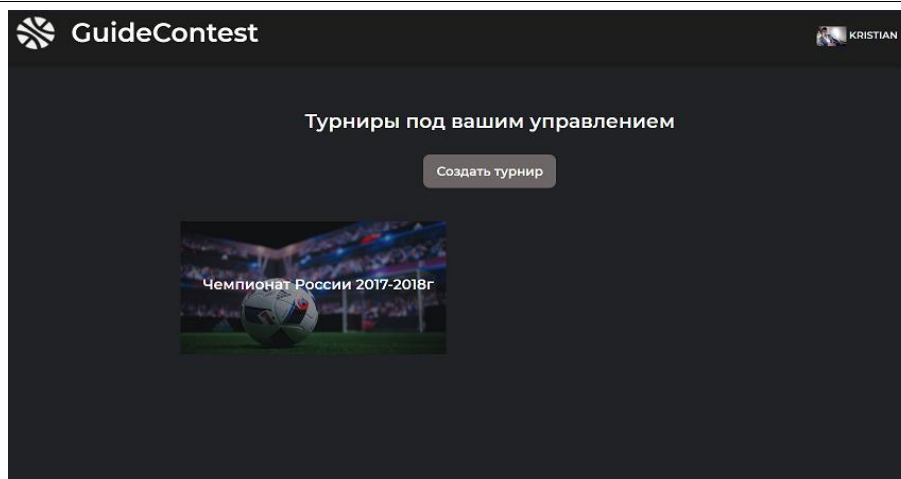 GuideContest
KRISTIAN
Турниры под вашим управлением
Создать турнир
Чемпионат России 2017-2018г